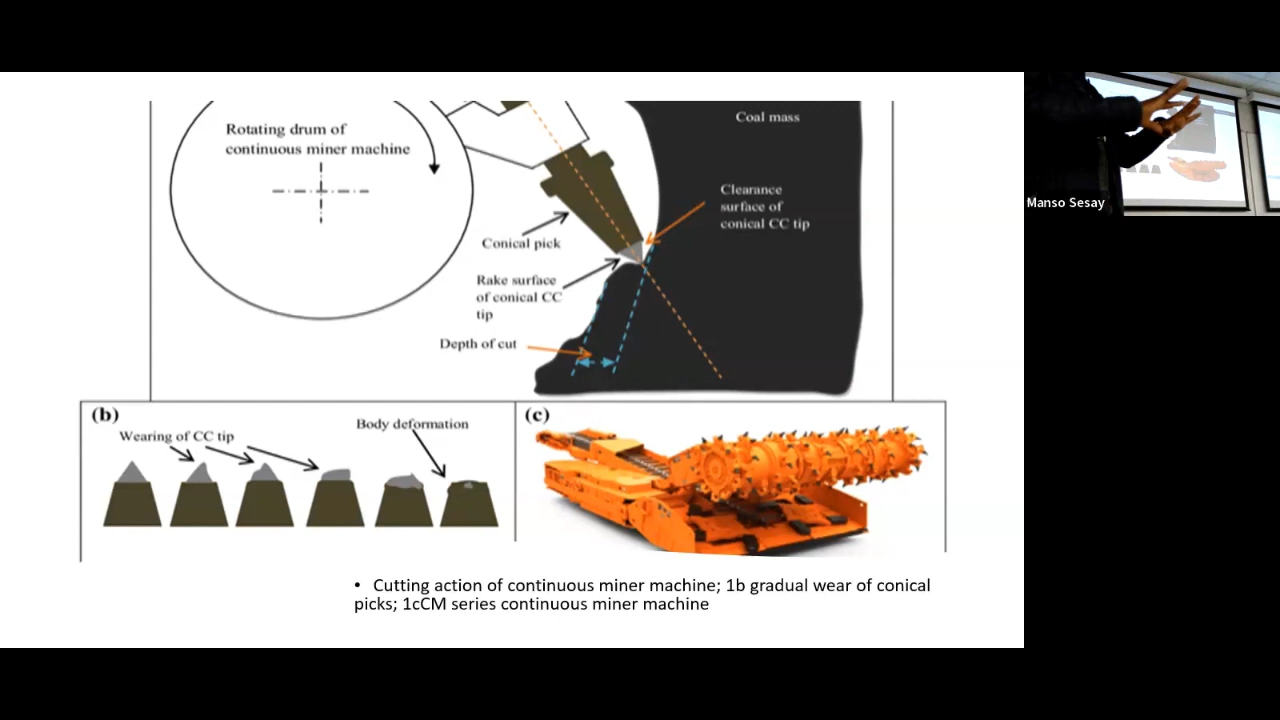 Rotating drum of
continuous miner machine
Coal mass
Clearance
surface of
conical CC tip
Conical pick
Rake surface
of conical CC
tip
Depth of cut
Manso Sesay
(b)
Wearing of CC tip
Body deformation
(c)
• Cutting action of continuous miner machine; 1b gradual wear of conical
picks; 1cCM series continuous miner machine